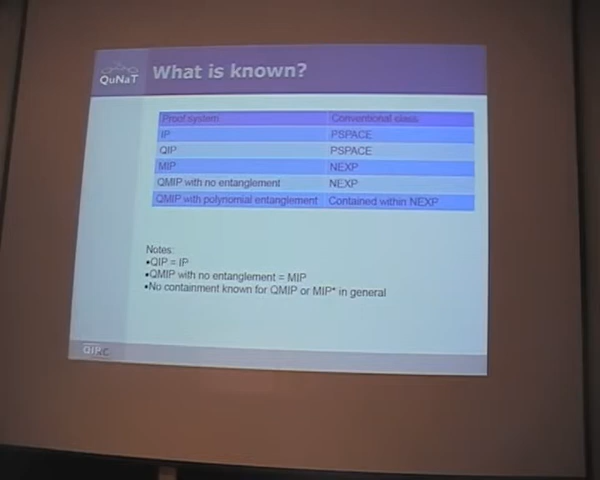 QuNaT
What is known?
Proof system Conventional class
IP PSPACE
QIP PSPACE
MIP NEXP
QMIP with no entanglement NEXP
QMIP with polynomial entanglement Contained within NEXP
Notes:
•QIP = IP
•QMIP with no entanglement = MIP
•No containment known for QMIP or MIP* in general
QIRC